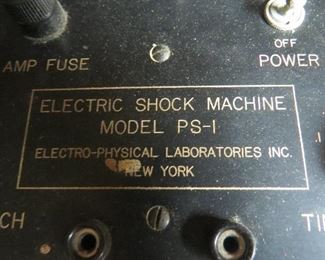 OFF
AMP FUSE
POWER
ELECTRIC SHOCK MACHINE
MODEL PS-1
ELECTRO-PHYSICAL LABORATORIES INC.
NEW YORK
CH
TI